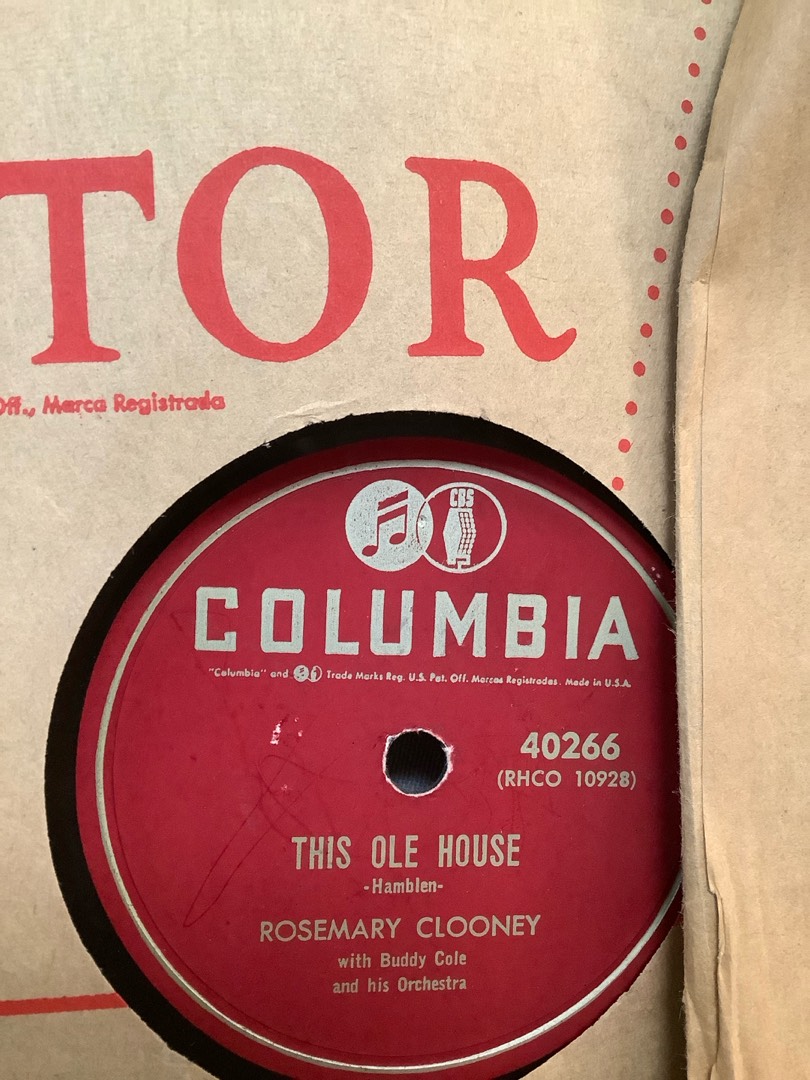 TOR
Off., Marca Registrada
CBS
COLUMBIA
"Columbia" and Trade Marks Reg. U.S. Pat. Off. Marcas Registradas. Made in U.S.A.
40266
(RHCO 10928)
THIS OLE HOUSE
-Hamblen-
ROSEMARY CLOONEY
with Buddy Cole
and his Orchestra